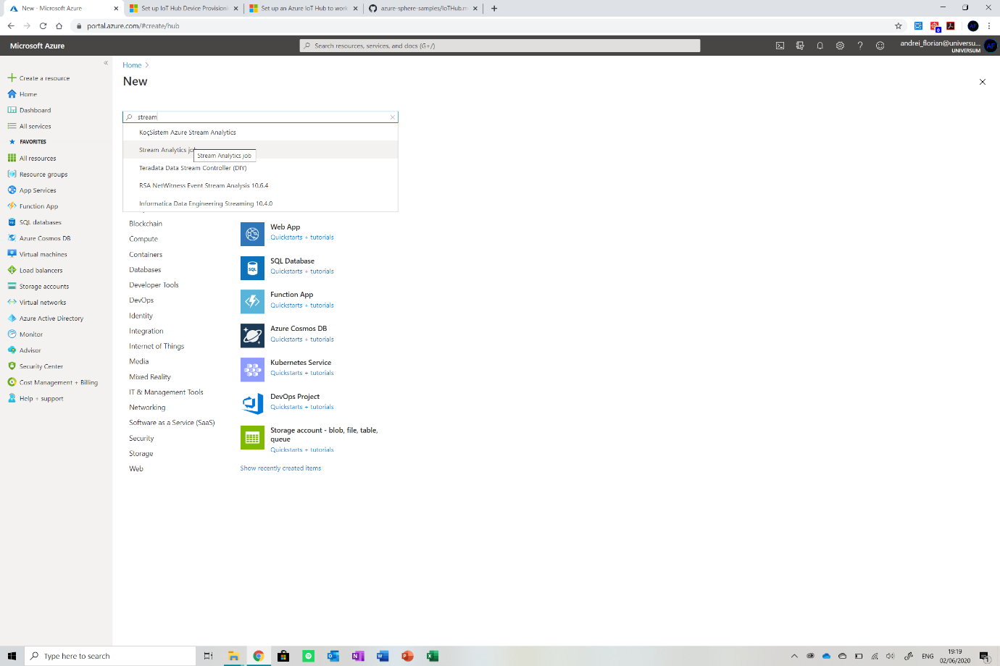 New - Microsoft Azure
Set up IoT Hub Device Provisioni
Set up an Azure IoT Hub to work
azure-sphere-samples/IoTHub.m
portal.azure.com/#create/hub
Microsoft Azure
Search resources, services, and docs (G+/)
andrei_florian@universu...
UNIVERSUM
AF
Create a resource
Home
Dashboard
All services
FAVORITES
All resources
Resource groups
App Services
Function App
SQL databases
Azure Cosmos DB
Virtual machines
Load balancers
Storage accounts
Virtual networks
Azure Active Directory
Monitor
Advisor
Security Center
Cost Management + Billing
Help + support
Home
New
stream
KoçSistem Azure Stream Analytics
Stream Analytics jo
Stream Analytics job
Teradata Data Stream Controller (DIY)
RSA NetWitness Event Stream Analysis 10.6.4
Informatica Data Engineering Streaming 10.4.0
Blockchain
Compute
Containers
Databases
Developer Tools
DevOps
Identity
Integration
Internet of Things
Media
Mixed Reality
IT & Management Tools
Networking
Software as a Service (SaaS)
Security
Storage
Web
Web App
Quickstarts + tutorials
SQL Database
Quickstarts + tutorials
Function App
Quickstarts + tutorials
Azure Cosmos DB
Quickstarts + tutorials
Kubernetes Service
Quickstarts + tutorials
DevOps Project
Quickstarts + tutorials
Storage account - blob, file, table,
queue
Quickstarts + tutorials
Show recently created items
Type here to search
ENG
19:19
02/06/2020